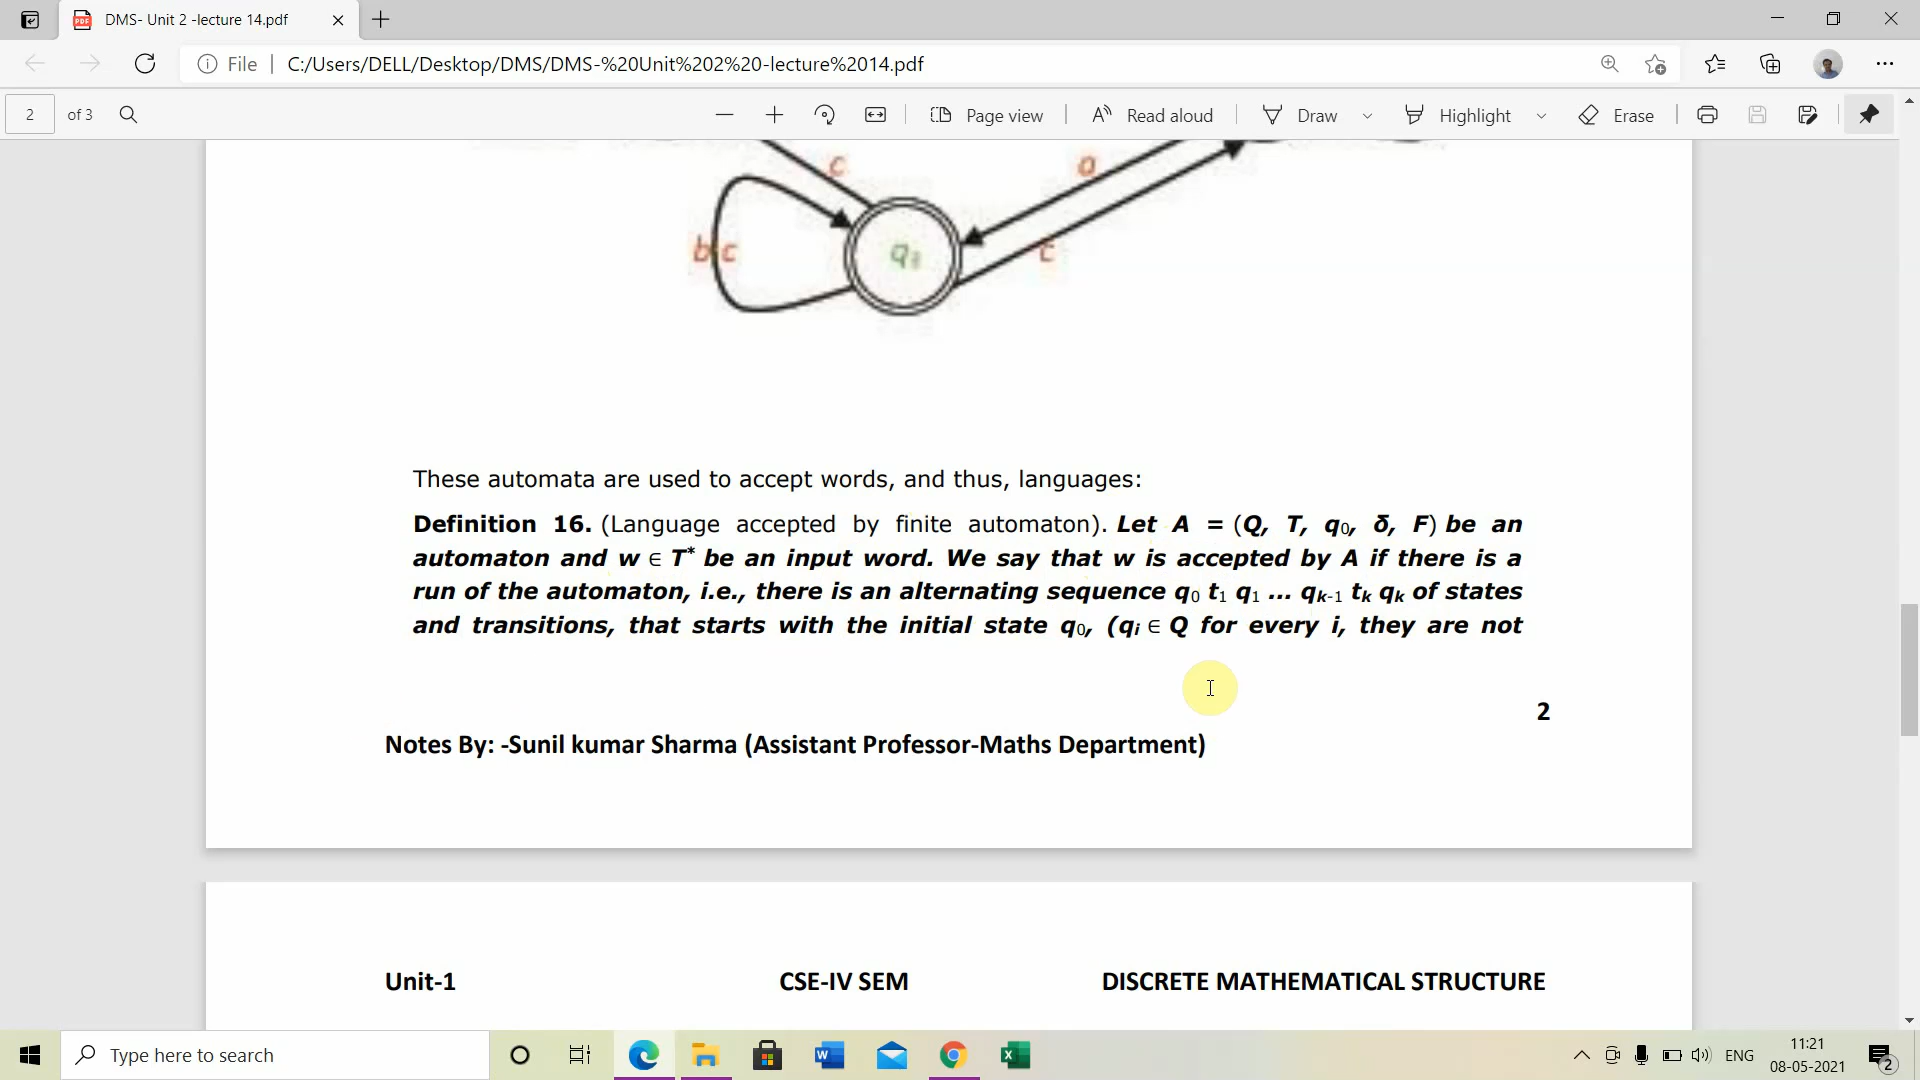 DMS- Unit 2 -lecture 14.pdf
File | C:/Users/DELL/Desktop/DMS/DMS-%20Unit%202%20-lecture%2014.pdf
2 of 3 Page view Read aloud Draw Highlight Erase
c a
b c q₂ c
These automata are used to accept words, and thus, languages:
Definition 16. (Language accepted by finite automaton). Let A = (Q, T, q₀, δ, F) be an
automaton and w ∈ T* be an input word. We say that w is accepted by A if there is a
run of the automaton, i.e., there is an alternating sequence q₀ t₁ q₁ ... qₖ₋₁ tₖ qₖ of states
and transitions, that starts with the initial state q₀, (qᵢ ∈ Q for every i, they are not
2
Notes By: -Sunil kumar Sharma (Assistant Professor-Maths Department)
Unit-1 CSE-IV SEM DISCRETE MATHEMATICAL STRUCTURE
Type here to search
ENG
11:21
08-05-2021
2